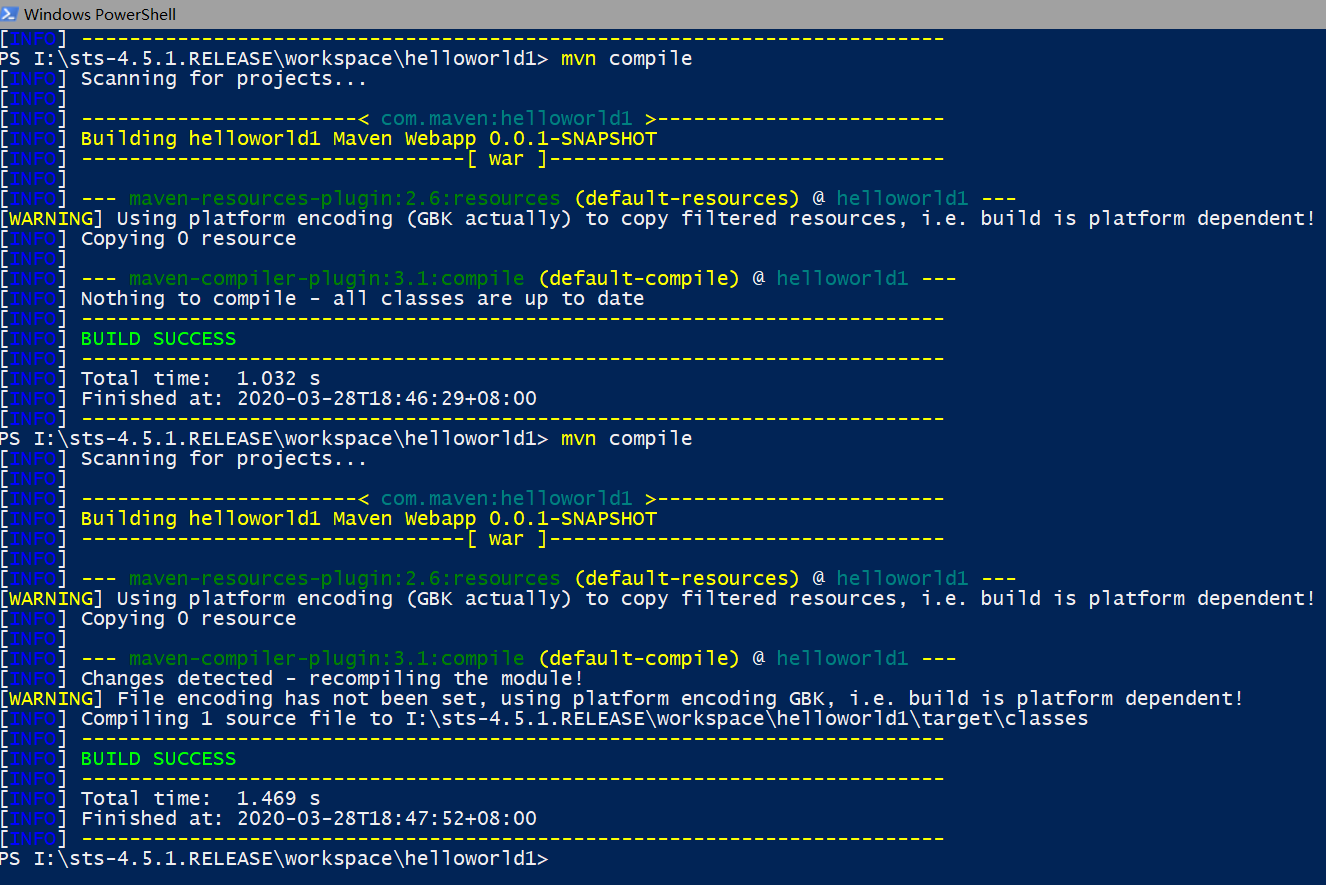 Windows PowerShell
[INFO] ------------------------------------------------------------------------
PS I:\sts-4.5.1.RELEASE\workspace\helloworld1> mvn compile
[INFO] Scanning for projects...
[INFO]
[INFO] -----------------------< com.maven:helloworld1 >------------------------
[INFO] Building helloworld1 Maven Webapp 0.0.1-SNAPSHOT
[INFO] --------------------------------[ war ]---------------------------------
[INFO]
[INFO] --- maven-resources-plugin:2.6:resources (default-resources) @ helloworld1 ---
[WARNING] Using platform encoding (GBK actually) to copy filtered resources, i.e. build is platform dependent!
[INFO] Copying 0 resource
[INFO]
[INFO] --- maven-compiler-plugin:3.1:compile (default-compile) @ helloworld1 ---
[INFO] Nothing to compile - all classes are up to date
[INFO] ------------------------------------------------------------------------
[INFO] BUILD SUCCESS
[INFO] ------------------------------------------------------------------------
[INFO] Total time:  1.032 s
[INFO] Finished at: 2020-03-28T18:46:29+08:00
[INFO] ------------------------------------------------------------------------
PS I:\sts-4.5.1.RELEASE\workspace\helloworld1> mvn compile
[INFO] Scanning for projects...
[INFO]
[INFO] -----------------------< com.maven:helloworld1 >------------------------
[INFO] Building helloworld1 Maven Webapp 0.0.1-SNAPSHOT
[INFO] --------------------------------[ war ]---------------------------------
[INFO]
[INFO] --- maven-resources-plugin:2.6:resources (default-resources) @ helloworld1 ---
[WARNING] Using platform encoding (GBK actually) to copy filtered resources, i.e. build is platform dependent!
[INFO] Copying 0 resource
[INFO]
[INFO] --- maven-compiler-plugin:3.1:compile (default-compile) @ helloworld1 ---
[INFO] Changes detected - recompiling the module!
[WARNING] File encoding has not been set, using platform encoding GBK, i.e. build is platform dependent!
[INFO] Compiling 1 source file to I:\sts-4.5.1.RELEASE\workspace\helloworld1\target\classes
[INFO] ------------------------------------------------------------------------
[INFO] BUILD SUCCESS
[INFO] ------------------------------------------------------------------------
[INFO] Total time:  1.469 s
[INFO] Finished at: 2020-03-28T18:47:52+08:00
[INFO] ------------------------------------------------------------------------
PS I:\sts-4.5.1.RELEASE\workspace\helloworld1>